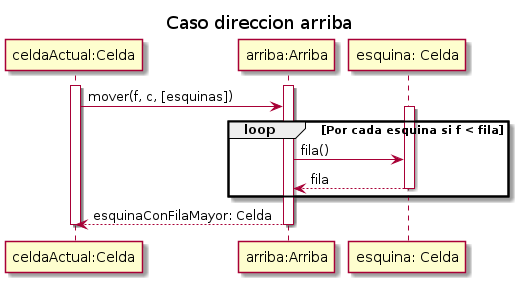 Caso direccion arriba
celdaActual:Celda
arriba:Arriba
esquina: Celda
mover(f, c, [esquinas])
loop
[Por cada esquina si f < fila]
fila()
fila
esquinaConFilaMayor: Celda
celdaActual:Celda
arriba:Arriba
esquina: Celda